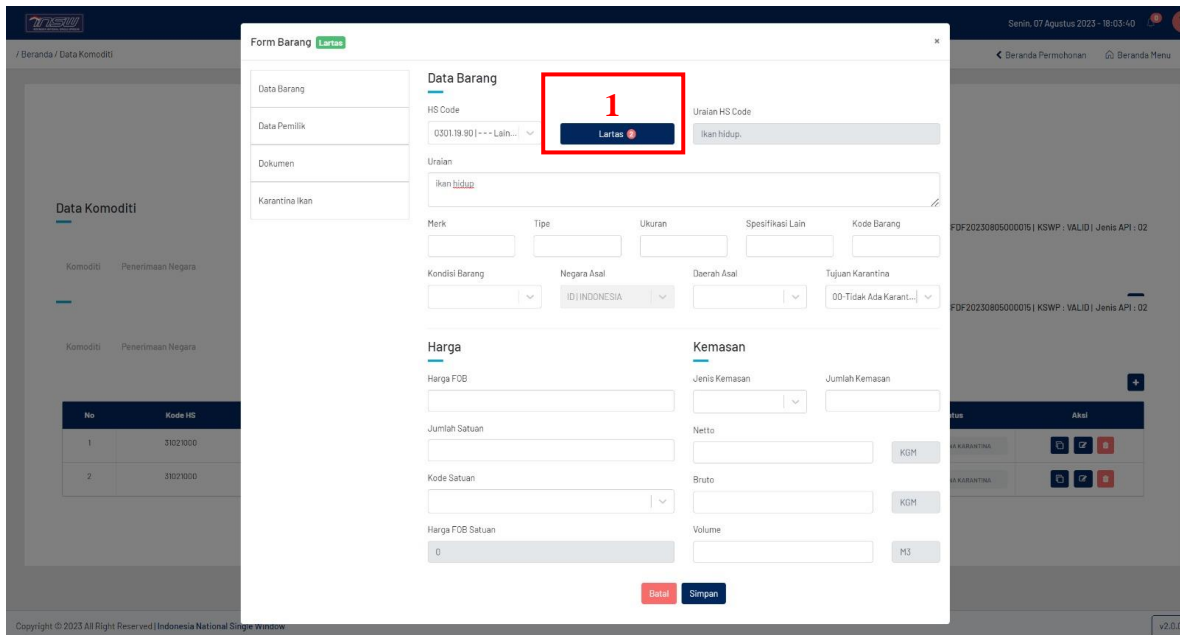 INSW
Senin, 07 Agustus 2023 - 18:03:40
/ Beranda / Data Komoditi
Beranda Permohonan
Beranda Menu
Form Barang Lartas
×
Data Barang
Data Pemilik
Dokumen
Karantina Ikan
Data Barang
HS Code
0301.19.90 | - - - Lain...
1
Lartas 2
Uraian HS Code
Ikan hidup.
Uraian
ikan hidup
Merk
Tipe
Ukuran
Spesifikasi Lain
Kode Barang
Kondisi Barang
Negara Asal
ID | INDONESIA
Daerah Asal
Tujuan Karantina
00-Tidak Ada Karant...
Harga
Harga FOB
Jumlah Satuan
Kode Satuan
Harga FOB Satuan
0
Kemasan
Jenis Kemasan
Jumlah Kemasan
Netto
KGM
Bruto
KGM
Volume
M3
Batal
Simpan
Data Komoditi
FDF20230805000015 | KSWP : VALID | Jenis API : 02
Komoditi Penerimaan Negara
FDF20230805000015 | KSWP : VALID | Jenis API : 02
Komoditi Penerimaan Negara
+
No Kode HS tus Aksi
1 31021000 KARANTINA
2 31021000 KARANTINA
Copyright © 2023 All Right Reserved | Indonesia National Single Window
v2.0.